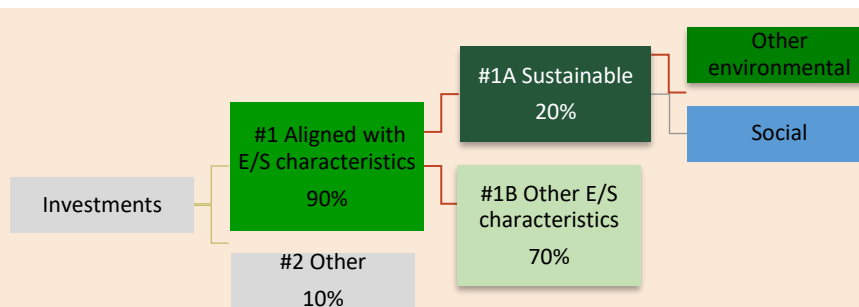 Other
environmental
#1A Sustainable
20%
Social
#1 Aligned with
E/S characteristics
90%
#1B Other E/S
characteristics
70%
Investments
#2 Other
10%